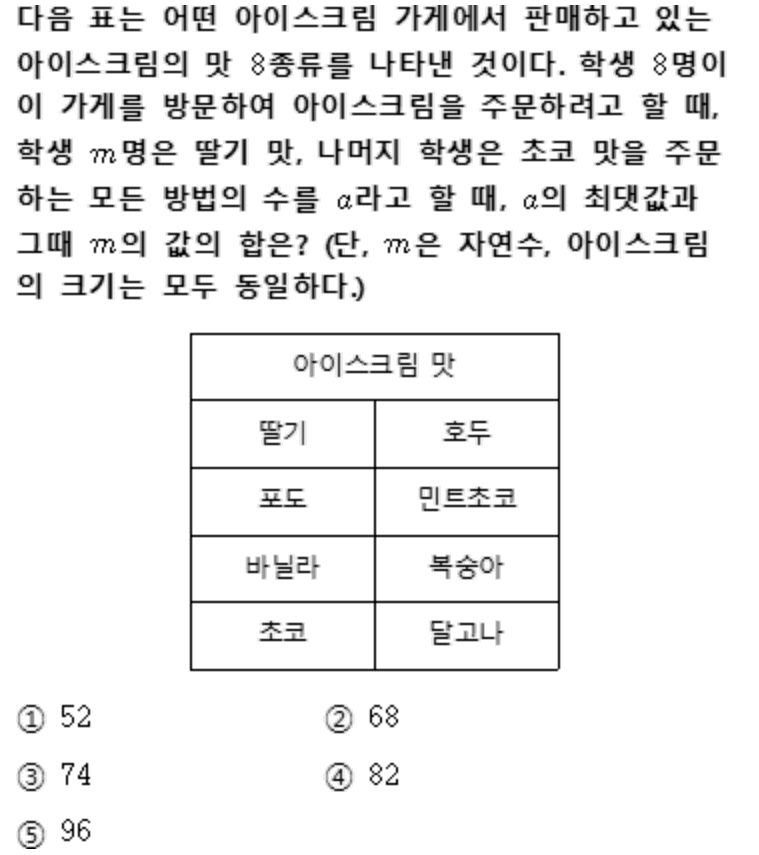 다음 표는 어떤 아이스크림 가게에서 판매하고 있는
아이스크림의 맛 8종류를 나타낸 것이다. 학생 8명이
이 가게를 방문하여 아이스크림을 주문하려고 할 때,
학생 m명은 딸기 맛, 나머지 학생은 초코 맛을 주문
하는 모든 방법의 수를 a라고 할 때, a의 최댓값과
그때 m의 값의 합은? (단, m은 자연수, 아이스크림
의 크기는 모두 동일하다.)
아이스크림 맛
딸기 호두
포도 민트초코
바닐라 복숭아
초코 달고나
① 52 ② 68
③ 74 ④ 82
⑤ 96